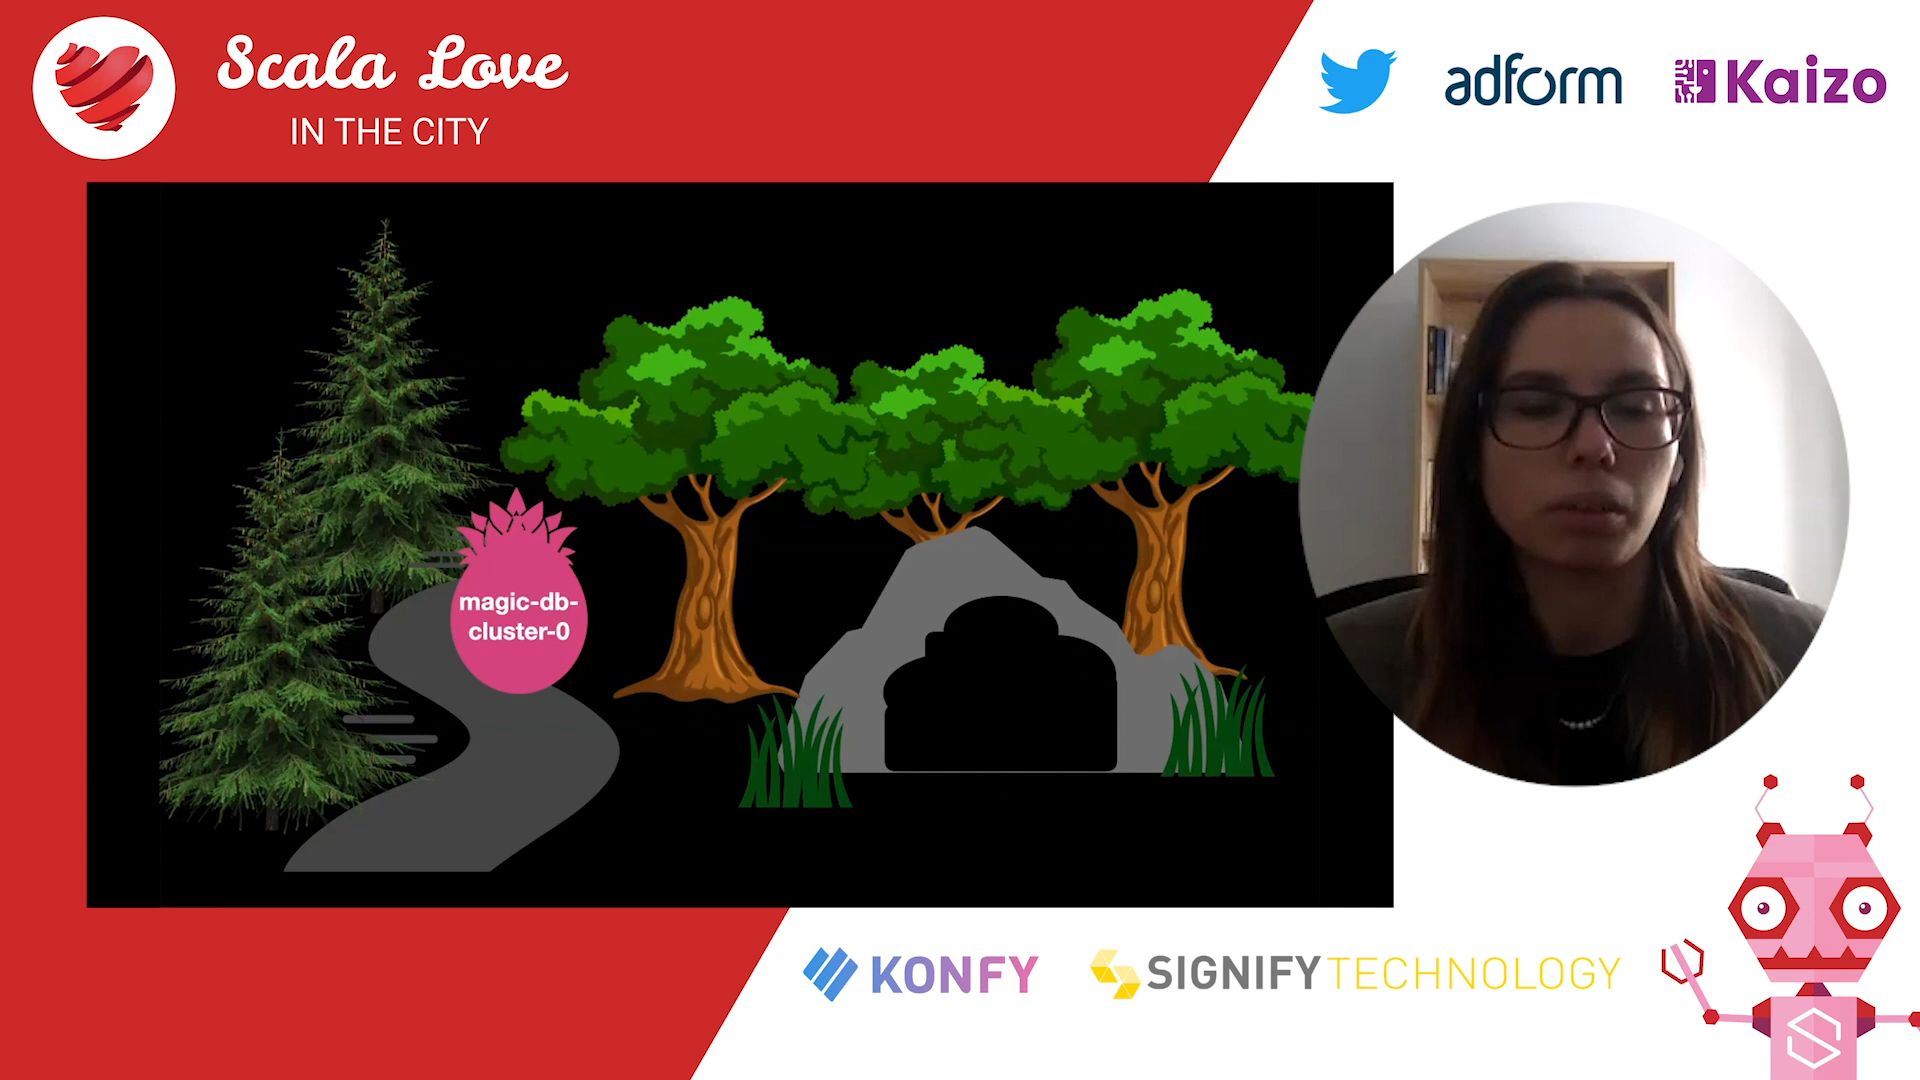 Scala Love
IN THE CITY
adform
Kaizo
magic-db-
cluster-0
KONFY
SIGNIFY TECHNOLOGY